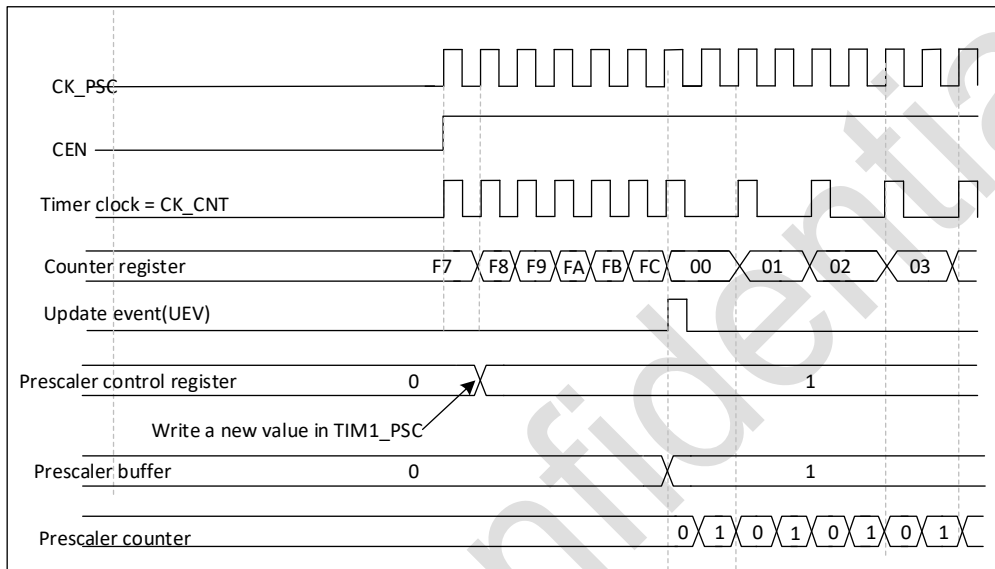 CK_PSC
CEN
Timer clock = CK_CNT
Counter register F7 F8 F9 FA FB FC 00 01 02 03
Update event(UEV)
Prescaler control register 0 1
Write a new value in TIM1_PSC
Prescaler buffer 0 1
Prescaler counter 0 1 0 1 0 1 0 1
nfidentia